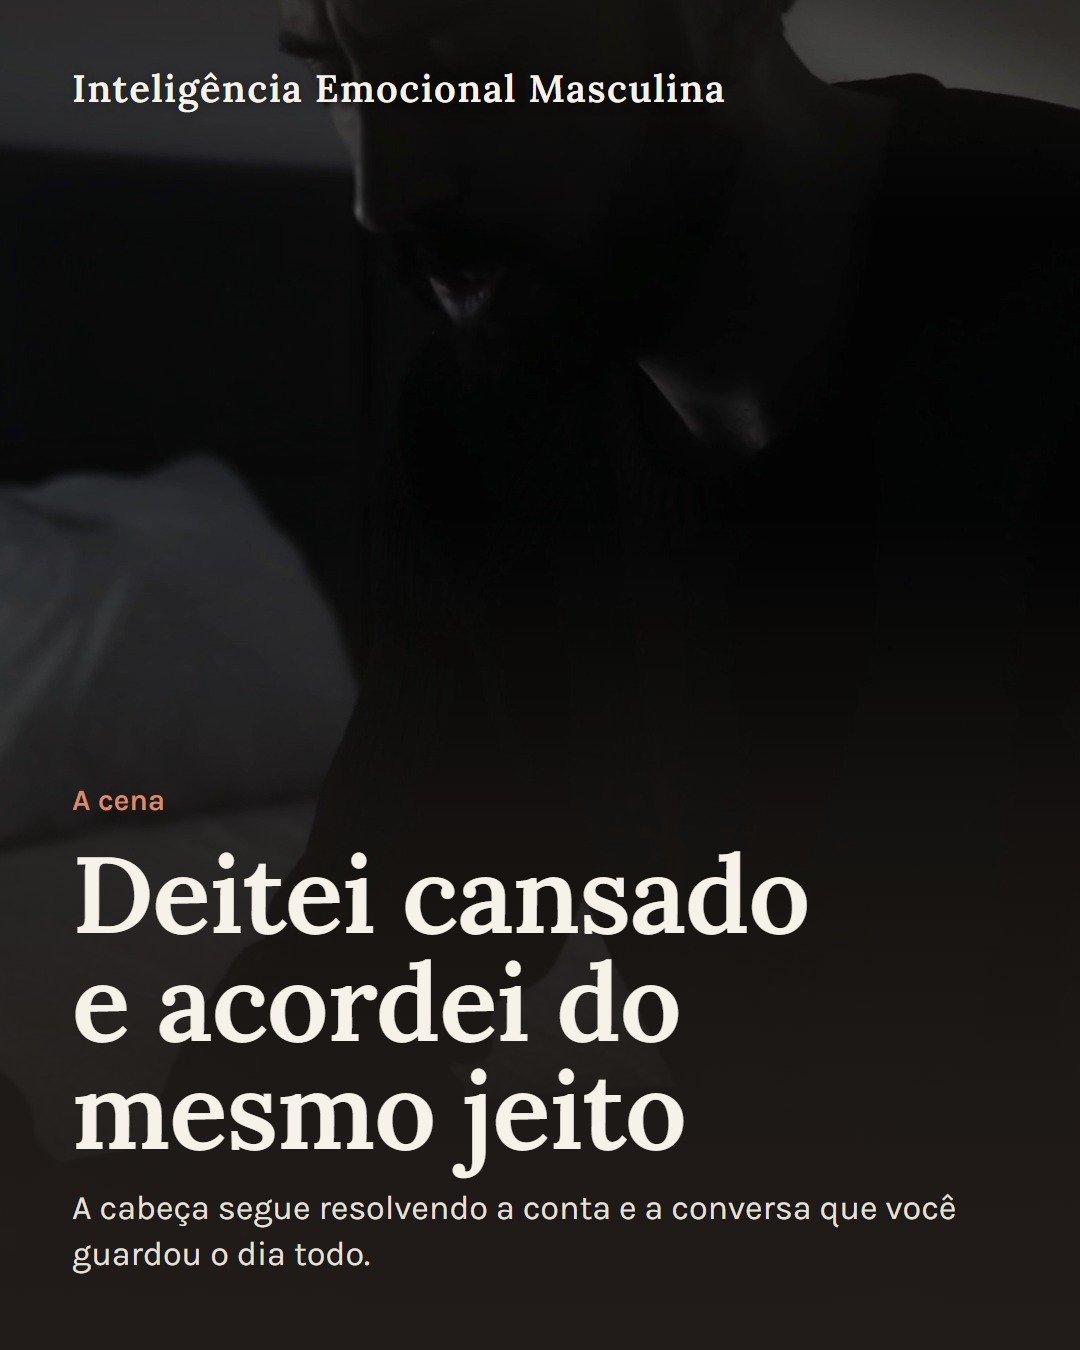 Inteligência Emocional Masculina
A cena
Deitei cansado
e acordei do
mesmo jeito
A cabeça segue resolvendo a conta e a conversa que você
guardou o dia todo.